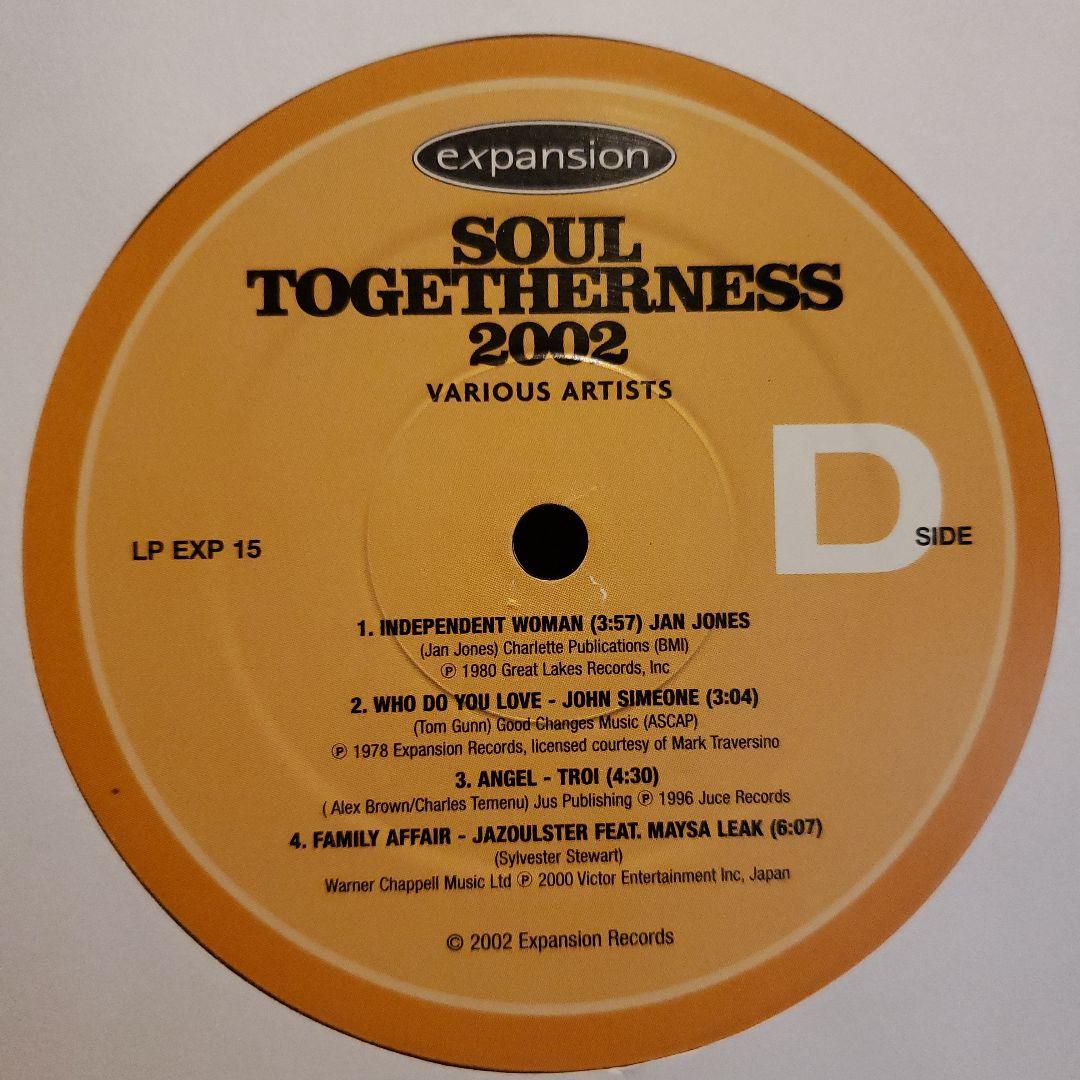 expansion
SOUL
TOGETHERNESS
2002
VARIOUS ARTISTS
D
SIDE
LP EXP 15
1. INDEPENDENT WOMAN (3:57) JAN JONES
(Jan Jones) Charlette Publications (BMI)
℗ 1980 Great Lakes Records, Inc
2. WHO DO YOU LOVE - JOHN SIMEONE (3:04)
(Tom Gunn) Good Changes Music (ASCAP)
℗ 1978 Expansion Records, licensed courtesy of Mark Traversino
3. ANGEL - TROI (4:30)
( Alex Brown/Charles Temenu) Jus Publishing ℗ 1996 Juce Records
4. FAMILY AFFAIR - JAZOULSTER FEAT. MAYSA LEAK (6:07)
(Sylvester Stewart)
Warner Chappell Music Ltd ℗ 2000 Victor Entertainment Inc, Japan
© 2002 Expansion Records